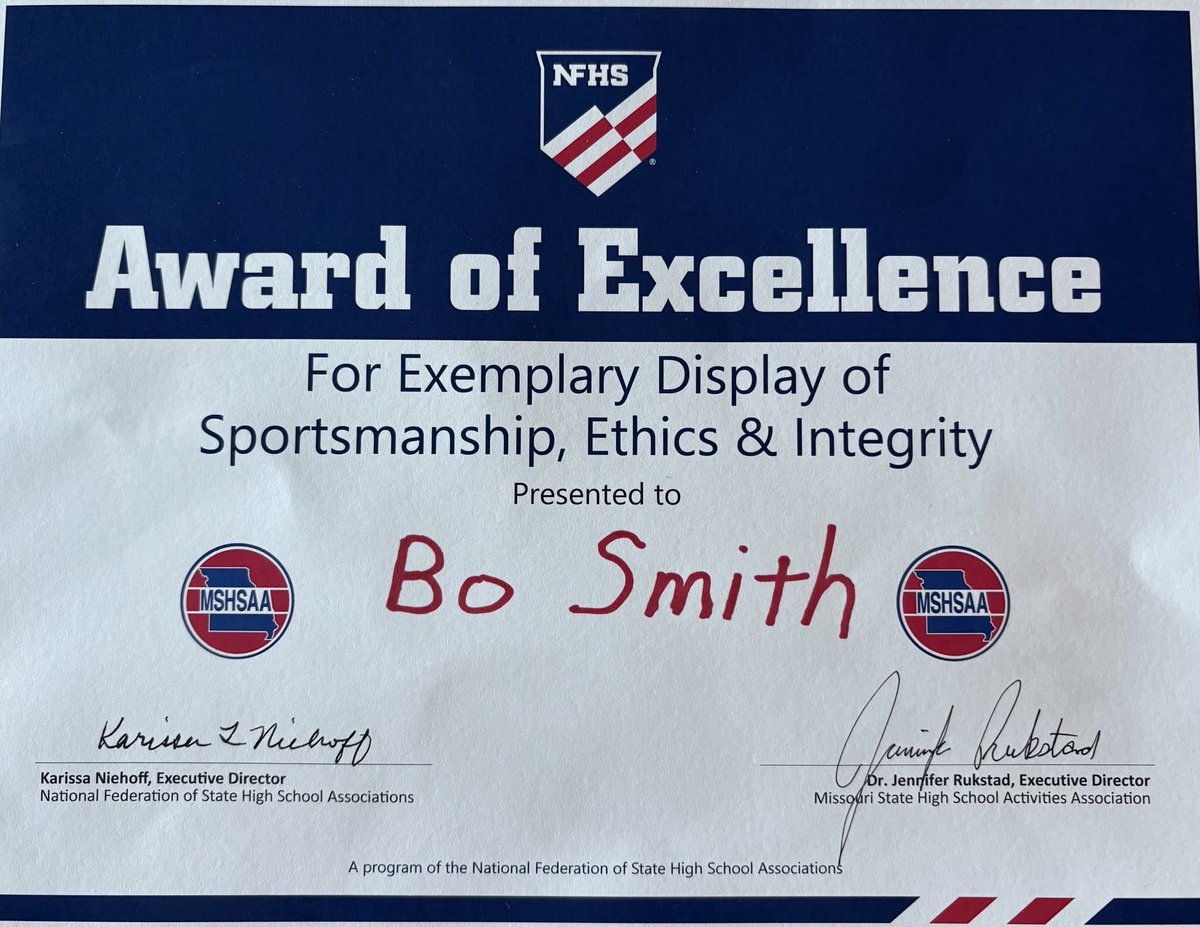 NFHS
®
Award of Excellence
For Exemplary Display of
Sportsmanship, Ethics & Integrity
Presented to
Bo Smith
MSHSAA
MSHSAA
Karissa L Niehoff
Jennifer Rukstad
Karissa Niehoff, Executive Director
National Federation of State High School Associations
Dr. Jennifer Rukstad, Executive Director
Missouri State High School Activities Association
A program of the National Federation of State High School Associations